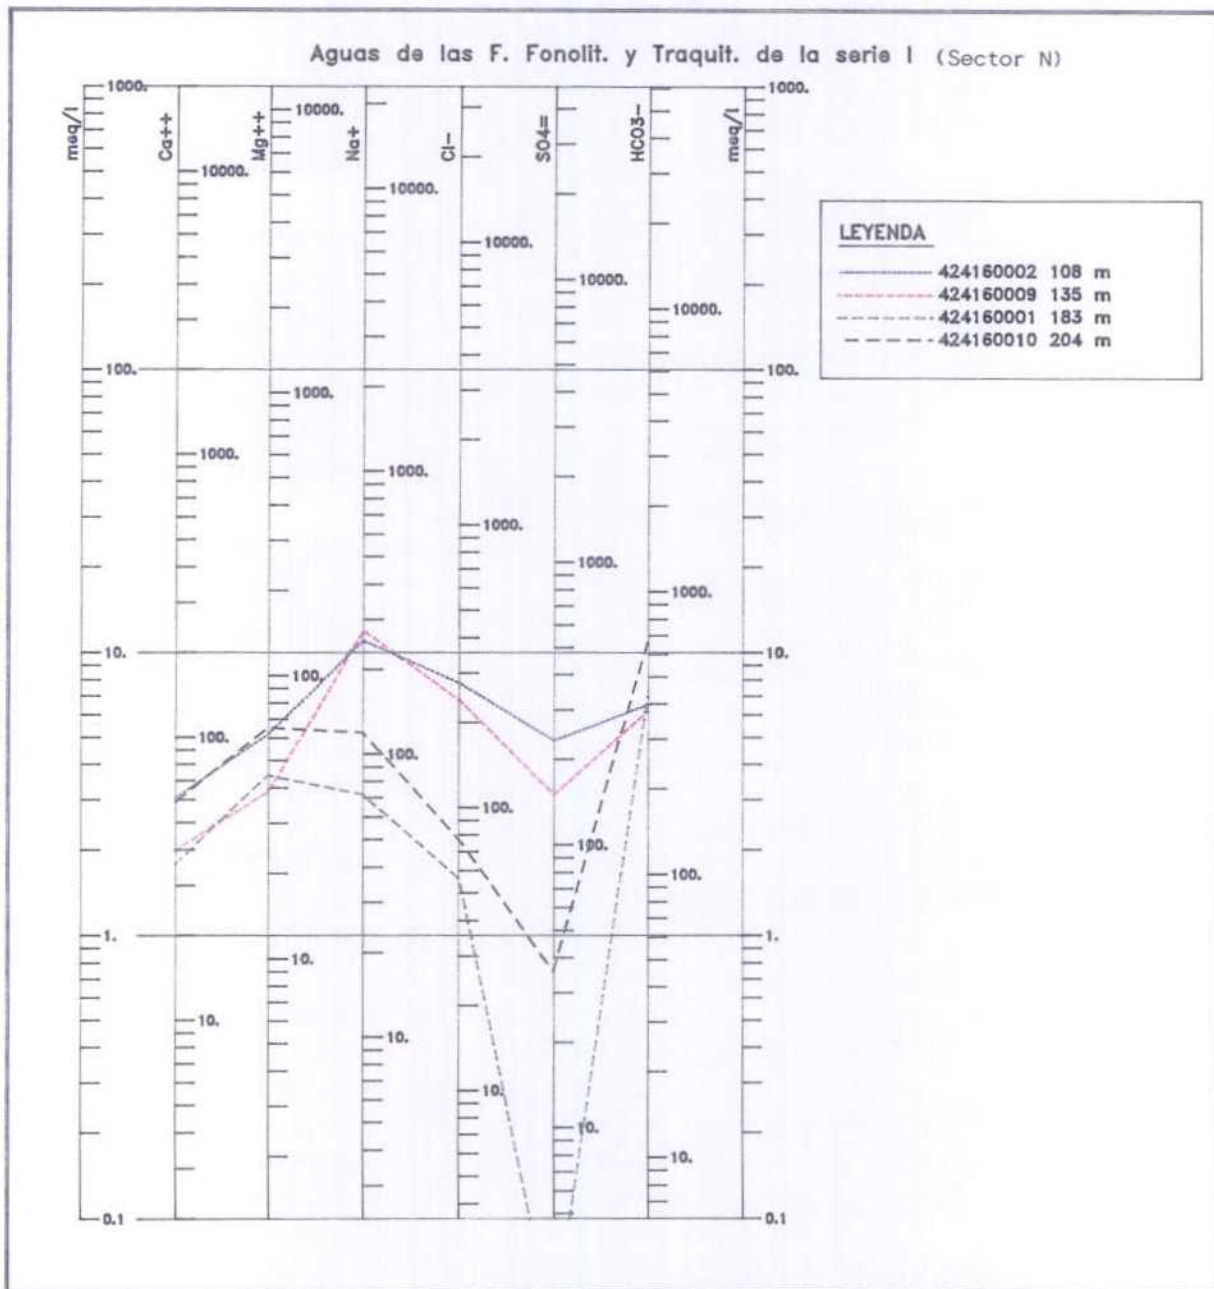 Aguas de las F. Fonolit. y Traquit. de la serie I (Sector N)
meq/l
Ca++
Mg++
Na+
Cl-
SO4=
HCO3-
meq/l
1000.
100.
10.
1.
0.1
10000.
1000.
100.
10.
10000.
1000.
100.
10.
10000.
1000.
100.
10.
10000.
1000.
100.
10.
10000.
1000.
100.
10.
10000.
1000.
100.
10.
1000.
100.
10.
1.
0.1
LEYENDA
424160002 108 m
424160009 135 m
424160001 183 m
424160010 204 m